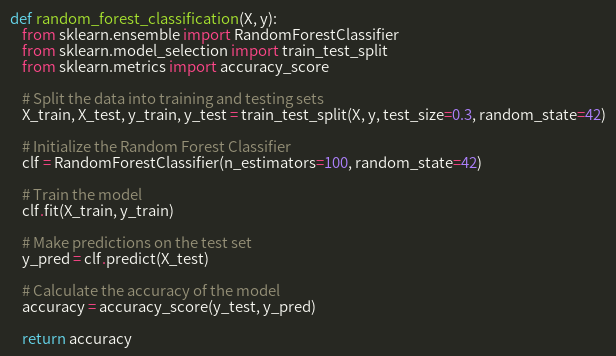 def random_forest_classification(X, y):
    from sklearn.ensemble import RandomForestClassifier
    from sklearn.model_selection import train_test_split
    from sklearn.metrics import accuracy_score

    # Split the data into training and testing sets
    X_train, X_test, y_train, y_test = train_test_split(X, y, test_size=0.3, random_state=42)

    # Initialize the Random Forest Classifier
    clf = RandomForestClassifier(n_estimators=100, random_state=42)

    # Train the model
    clf.fit(X_train, y_train)

    # Make predictions on the test set
    y_pred = clf.predict(X_test)

    # Calculate the accuracy of the model
    accuracy = accuracy_score(y_test, y_pred)

    return accuracy